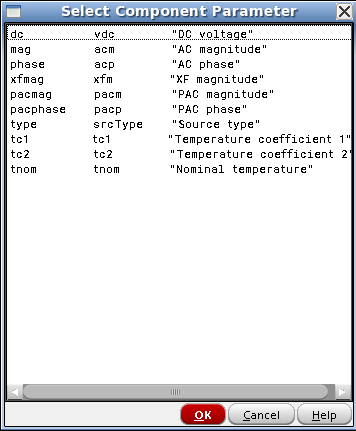 Select Component Parameter
dc vdc "DC voltage"
mag acm "AC magnitude"
phase acp "AC phase"
xfmag xfm "XF magnitude"
pacmag pacm "PAC magnitude"
pacphase pacp "PAC phase"
type srcType "Source type"
tc1 tc1 "Temperature coefficient 1"
tc2 tc2 "Temperature coefficient 2"
tnom tnom "Nominal temperature"
OK Cancel Help